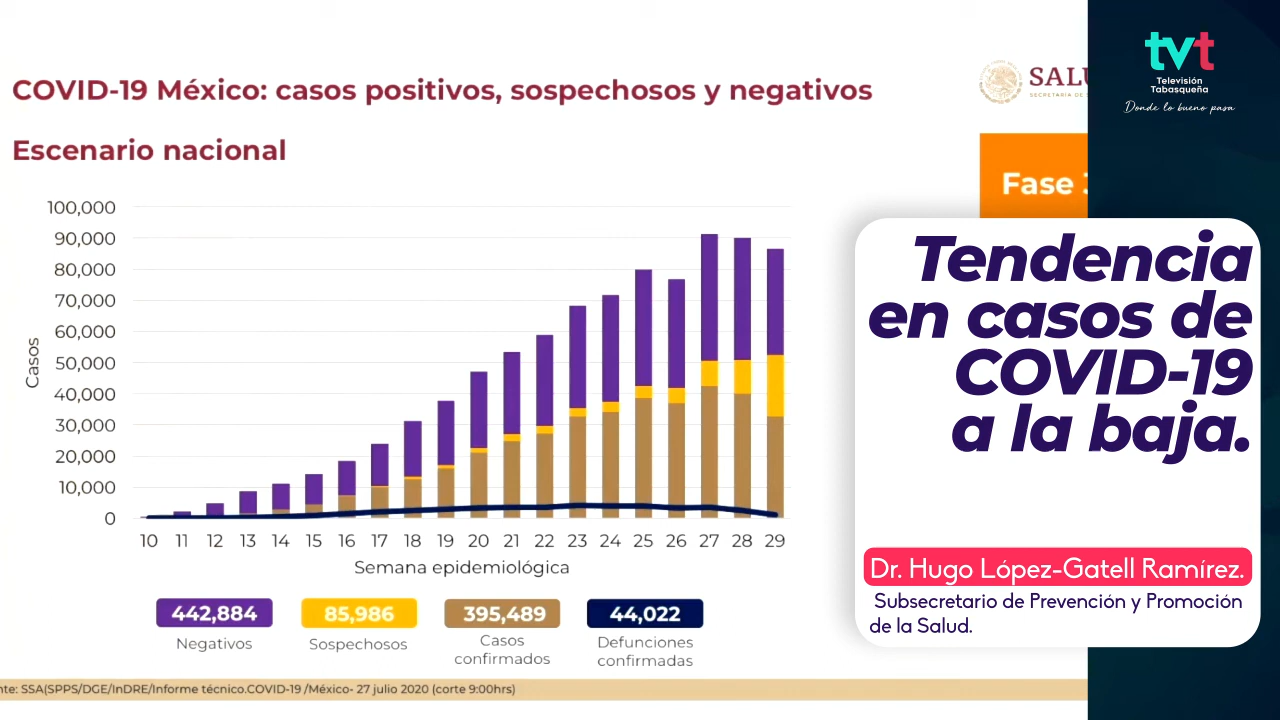 COVID-19 México: casos positivos, sospechosos y negativos
Escenario nacional
SALU
SECRETARÍA DE S
Fase 3
tvt
Televisión
Tabasqueña
Donde lo bueno pasa
Tendencia
en casos de
COVID-19
a la baja.
Dr. Hugo López-Gatell Ramírez.
Subsecretario de Prevención y Promoción
de la Salud.
Casos
100,000
90,000
80,000
70,000
60,000
50,000
40,000
30,000
20,000
10,000
0
10 11 12 13 14 15 16 17 18 19 20 21 22 23 24 25 26 27 28 29
Semana epidemiológica
442,884
Negativos
85,986
Sospechosos
395,489
Casos
confirmados
44,022
Defunciones
confirmadas
nte: SSA(SPPS/DGE/InDRE/Informe técnico.COVID-19 /México- 27 julio 2020 (corte 9:00hrs)